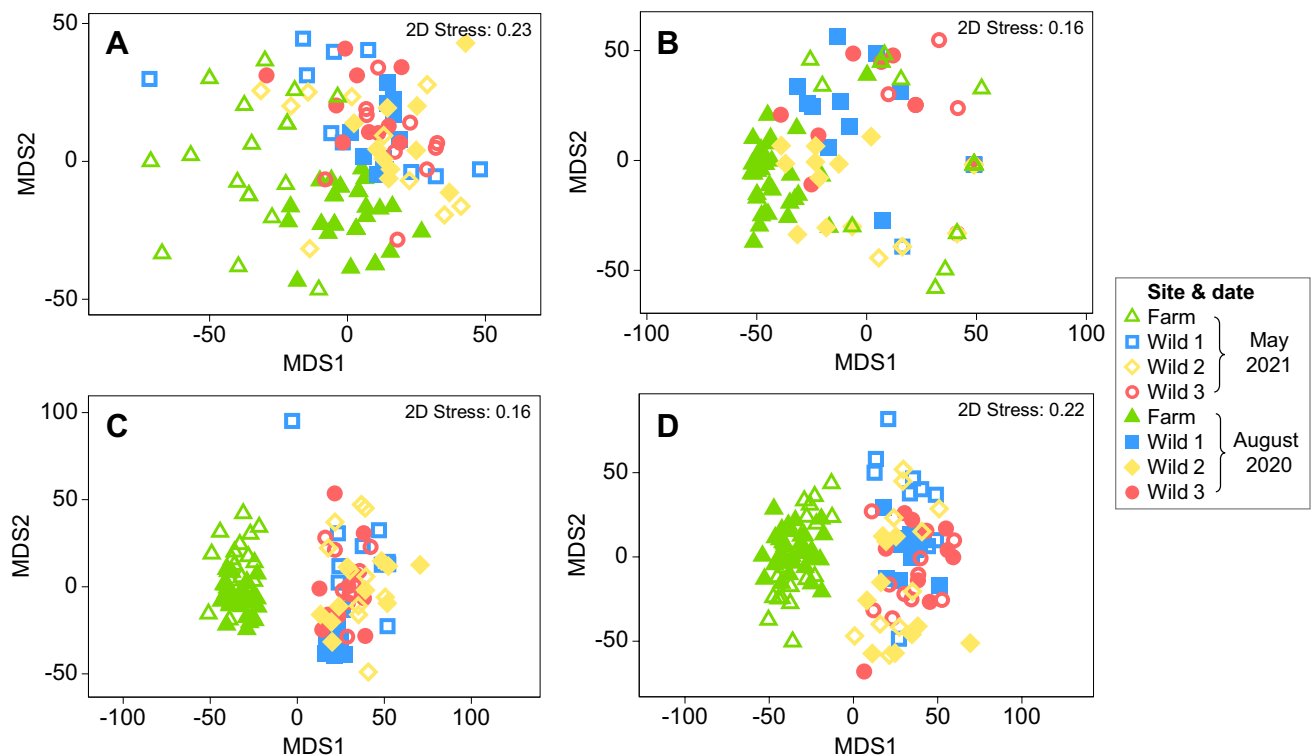 A
2D Stress: 0.23
50
0
-50
MDS2
-50
0
50
MDS1
B
2D Stress: 0.16
50
0
-50
MDS2
-100
-50
0
50
100
MDS1
C
2D Stress: 0.16
100
50
0
-50
MDS2
-100
0
50
100
MDS1
D
2D Stress: 0.22
50
0
-50
MDS2
-100
-50
0
50
100
MDS1
Site & date
Farm
Wild 1
Wild 2
Wild 3
May
2021
Farm
Wild 1
Wild 2
Wild 3
August
2020